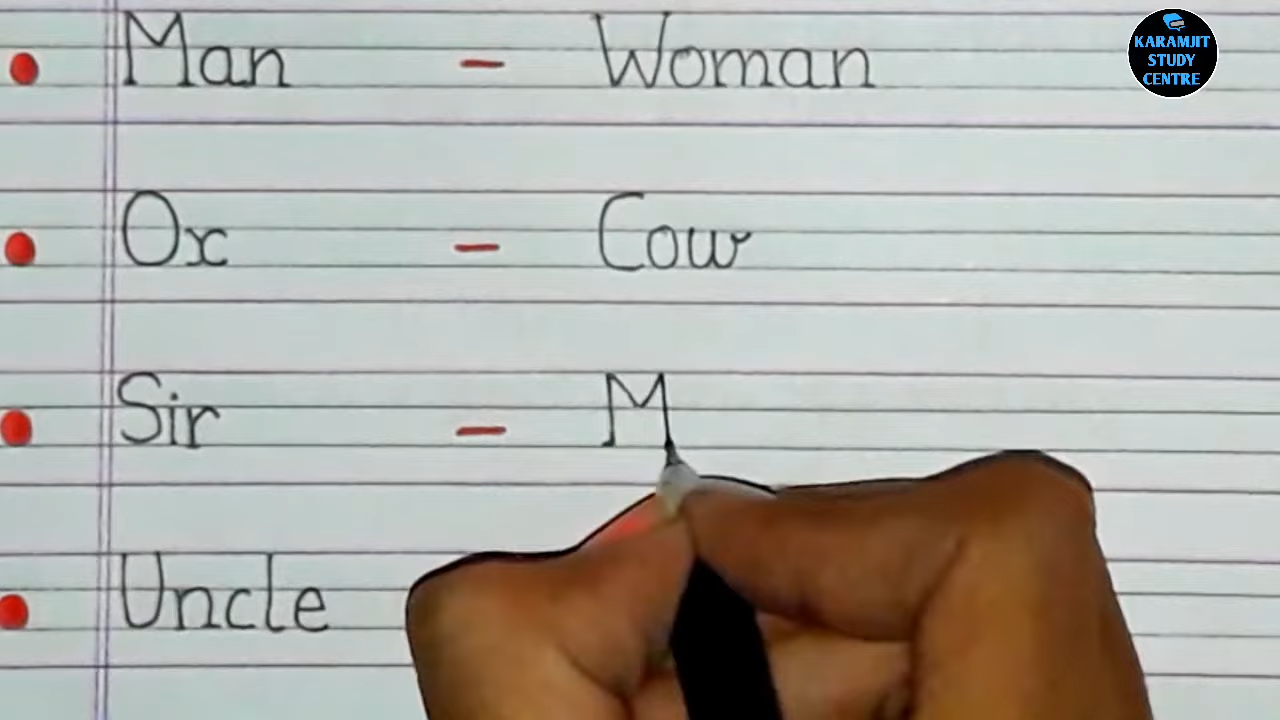 KARAMJIT
STUDY
CENTRE
Man - Woman
Ox - Cow
Sir - M
Uncle